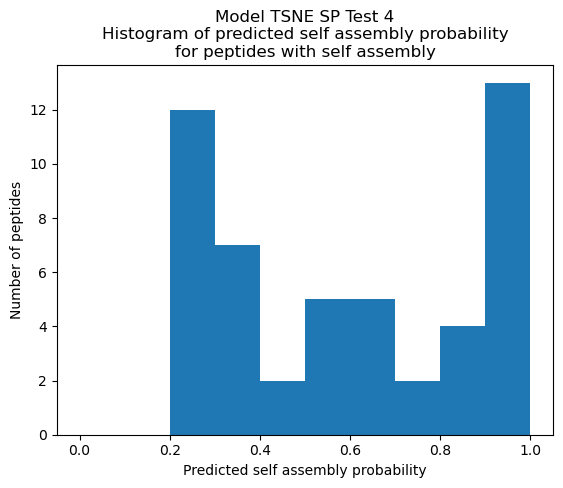 Model TSNE SP Test 4
Histogram of predicted self assembly probability
for peptides with self assembly
12
10
8
6
4
2
0
Number of peptides
0.0 0.2 0.4 0.6 0.8 1.0
Predicted self assembly probability